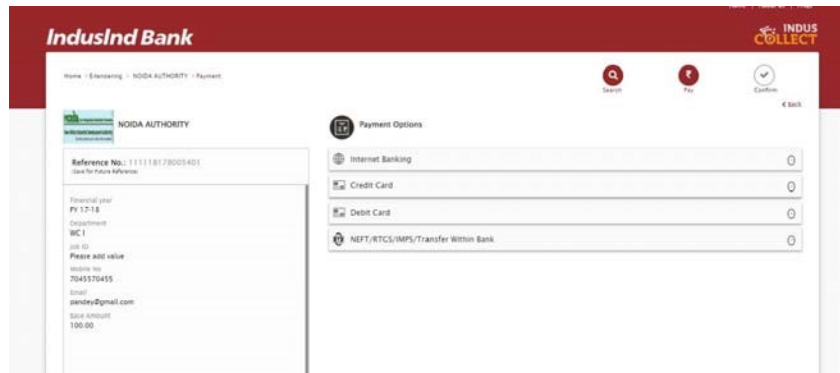 IndusInd Bank
INDUS
COLLECT
Home
NOIDA AUTHORITY
Payment
Search
Pay
Confirm
Back
NOIDA AUTHORITY
Payment Options
Reference No.: 111118178005401
(Save for Future Reference)
Internet Banking
Credit Card
Debit Card
NEFT/RTGS/IMPS/Transfer Within Bank
Financial year
FY 17-18
Department
WC I
Job ID
Please add value
Mobile No
7045570455
Email
pandey@gmail.com
Base Amount
100.00